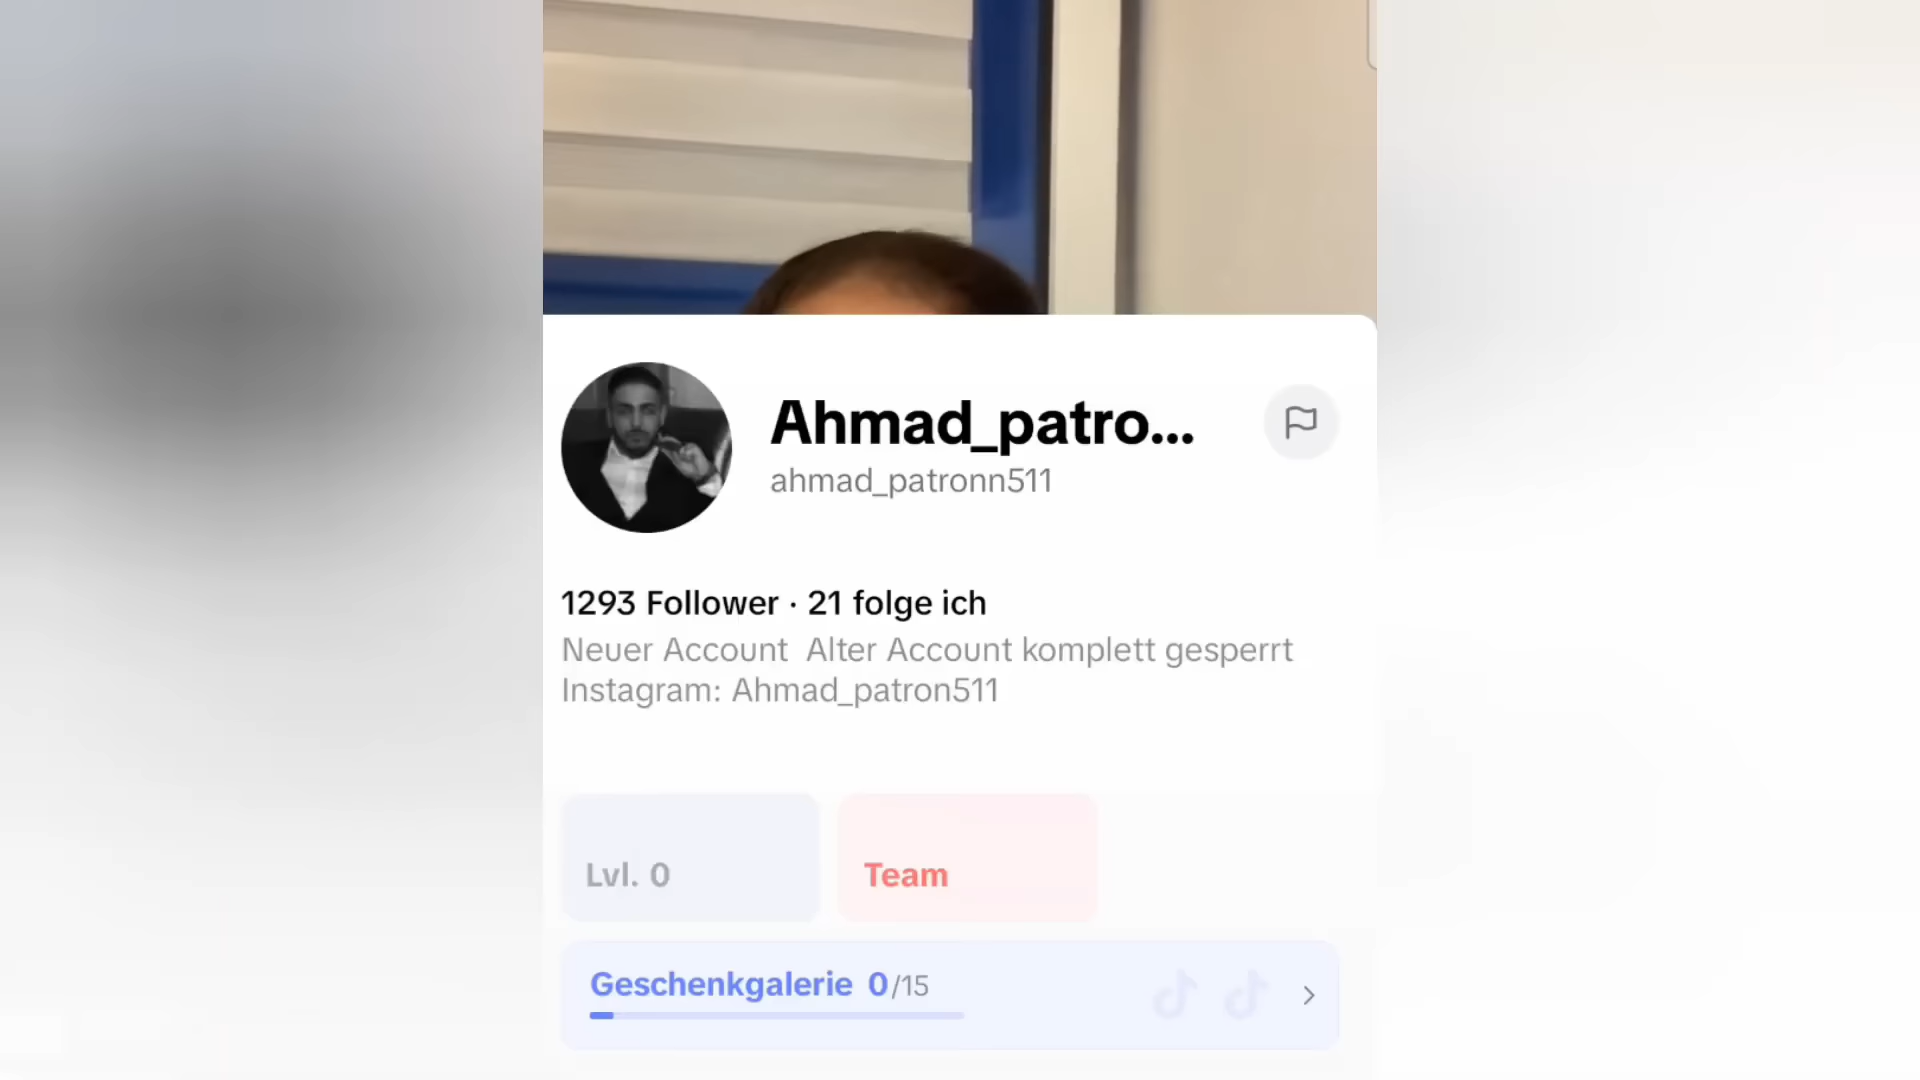 Ahmad_patro...
ahmad_patronn511
1293 Follower · 21 folge ich
Neuer Account  Alter Account komplett gesperrt
Instagram: Ahmad_patron511
Lvl. 0
Team
Geschenkgalerie 0/15